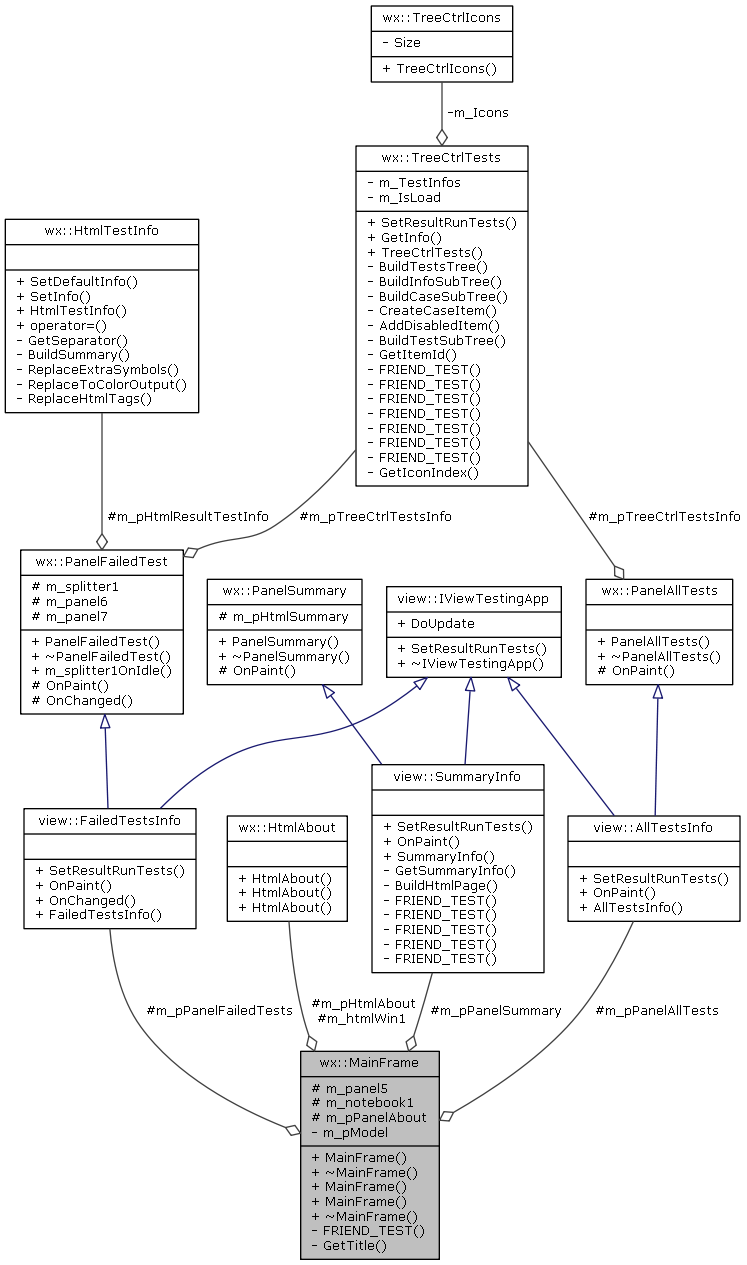 wx::TreeCtrlIcons
- Size
+ TreeCtrlIcons()
-m_Icons
wx::TreeCtrlTests
- m_TestInfos
- m_IsLoad
+ SetResultRunTests()
+ GetInfo()
+ TreeCtrlTests()
- BuildTestsTree()
- BuildInfoSubTree()
- BuildCaseSubTree()
- CreateCaseItem()
- AddDisabledItem()
- BuildTestSubTree()
- GetItemId()
- FRIEND_TEST()
- FRIEND_TEST()
- FRIEND_TEST()
- FRIEND_TEST()
- FRIEND_TEST()
- FRIEND_TEST()
- FRIEND_TEST()
- GetIconIndex()
wx::HtmlTestInfo
+ SetDefaultInfo()
+ SetInfo()
+ HtmlTestInfo()
+ operator=()
- GetSeparator()
- BuildSummary()
- ReplaceExtraSymbols()
- ReplaceToColorOutput()
- ReplaceHtmlTags()
#m_pHtmlResultTestInfo
#m_pTreeCtrlTestsInfo
#m_pTreeCtrlTestsInfo
wx::PanelFailedTest
# m_splitter1
# m_panel6
# m_panel7
+ PanelFailedTest()
+ ~PanelFailedTest()
+ m_splitter1OnIdle()
# OnPaint()
# OnChanged()
wx::PanelSummary
# m_pHtmlSummary
+ PanelSummary()
+ ~PanelSummary()
# OnPaint()
view::IViewTestingApp
+ DoUpdate
+ SetResultRunTests()
+ ~IViewTestingApp()
wx::PanelAllTests
+ PanelAllTests()
+ ~PanelAllTests()
# OnPaint()
view::FailedTestsInfo
+ SetResultRunTests()
+ OnPaint()
+ OnChanged()
+ FailedTestsInfo()
wx::HtmlAbout
+ HtmlAbout()
+ HtmlAbout()
+ HtmlAbout()
view::SummaryInfo
+ SetResultRunTests()
+ OnPaint()
+ SummaryInfo()
- GetSummaryInfo()
- BuildHtmlPage()
- FRIEND_TEST()
- FRIEND_TEST()
- FRIEND_TEST()
- FRIEND_TEST()
- FRIEND_TEST()
view::AllTestsInfo
+ SetResultRunTests()
+ OnPaint()
+ AllTestsInfo()
#m_pPanelFailedTests
#m_pHtmlAbout
#m_htmlWin1
#m_pPanelSummary
#m_pPanelAllTests
wx::MainFrame
# m_panel5
# m_notebook1
# m_pPanelAbout
- m_pModel
+ MainFrame()
+ ~MainFrame()
+ MainFrame()
+ MainFrame()
+ ~MainFrame()
- FRIEND_TEST()
- GetTitle()